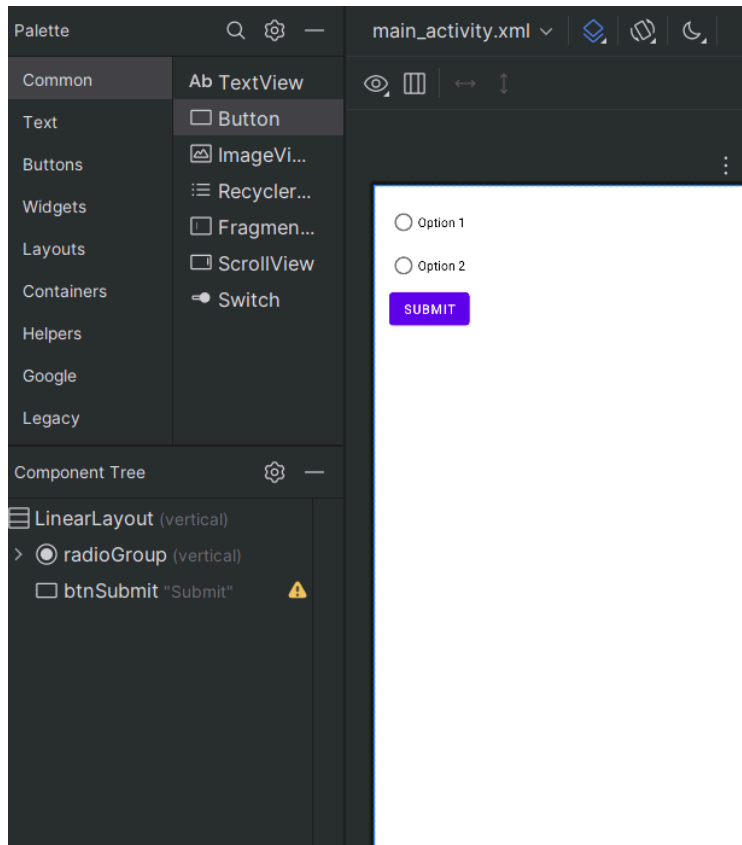 Palette
main_activity.xml
Common
Text
Buttons
Widgets
Layouts
Containers
Helpers
Google
Legacy
Ab TextView
Button
ImageVi...
Recycler...
Fragmen...
ScrollView
Switch
Component Tree
LinearLayout (vertical)
radioGroup (vertical)
btnSubmit "Submit"
Option 1
Option 2
SUBMIT